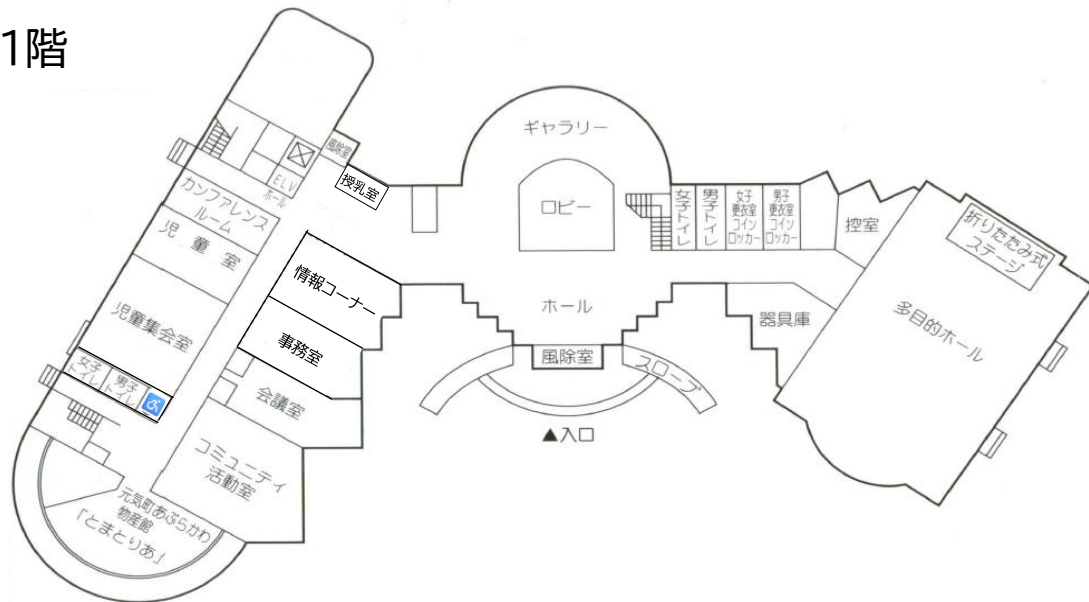 1階
風除室
ELV
ホール
授乳室
カンファレンス
ルーム
児童室
児童集会室
女子
トイレ
男子
トイレ
情報コーナー
事務室
会議室
コミュニティ
活動室
元気町あぶらかわ
物産館
「とまとりあ」
ギャラリー
ロビー
ホール
風除室
スロープ
▲入口
女子トイレ
男子トイレ
女子
更衣室
コイン
ロッカー
男子
更衣室
コイン
ロッカー
控室
器具庫
折りたたみ式
ステージ
多目的ホール